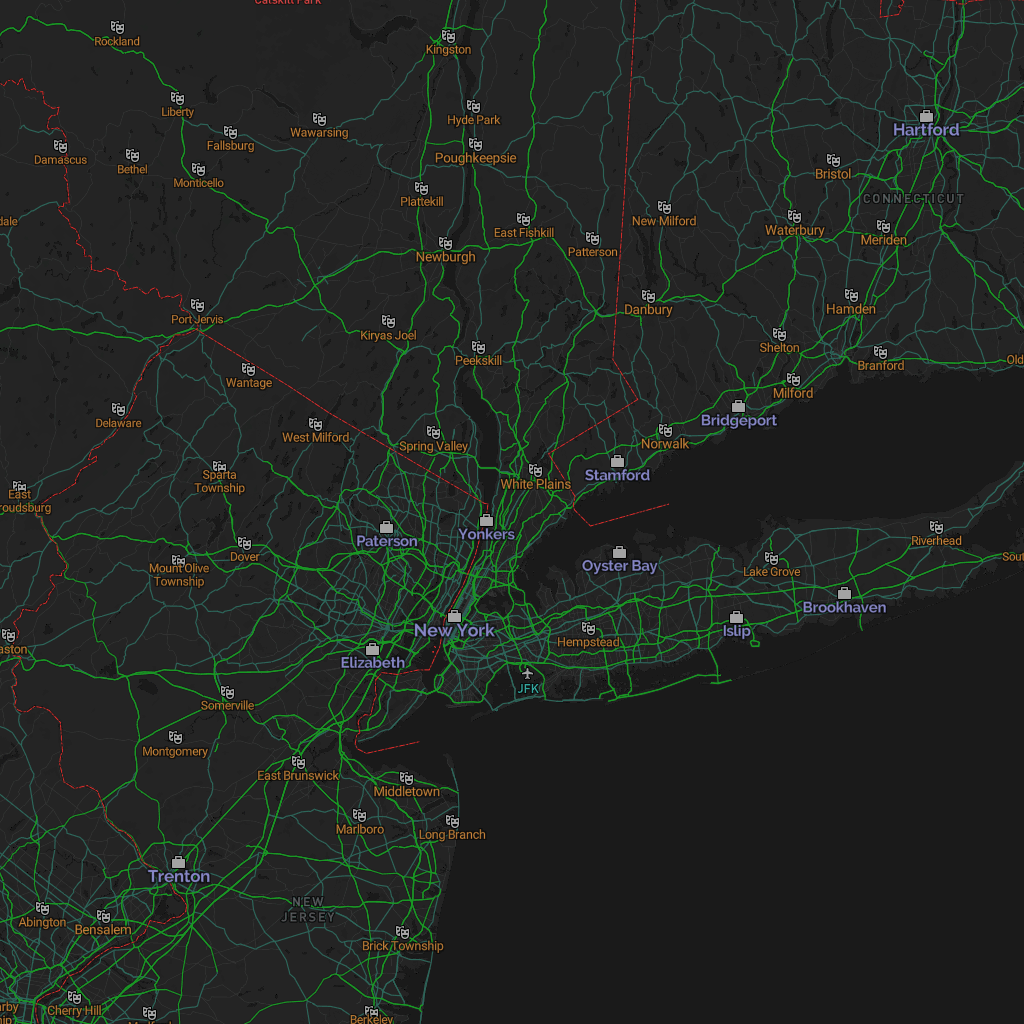 Catskill Park
Rockland
Kingston
Liberty
Hyde Park
Wawarsing
Fallsburg
Hartford
Damascus
Bethel
Monticello
Poughkeepsie
Bristol
CONNECTICUT
Plattekill
New Milford
dale
East Fishkill
Waterbury
Meriden
Newburgh
Patterson
Port Jervis
Danbury
Hamden
Kiryas Joel
Shelton
Peekskill
Branford
Old
Wantage
Milford
Delaware
West Milford
Spring Valley
Norwalk
Bridgeport
Sparta
Township
White Plains
Stamford
East
roudsburg
Paterson
Yonkers
Riverhead
Dover
Mount Olive
Township
Oyster Bay
Lake Grove
Sout
Brookhaven
New York
Hempstead
Islip
aston
Elizabeth
JFK
Somerville
Montgomery
East Brunswick
Middletown
Marlboro
Long Branch
Trenton
NEW
JERSEY
Abington
Bensalem
Brick Township
Cherry Hill
Berkeley